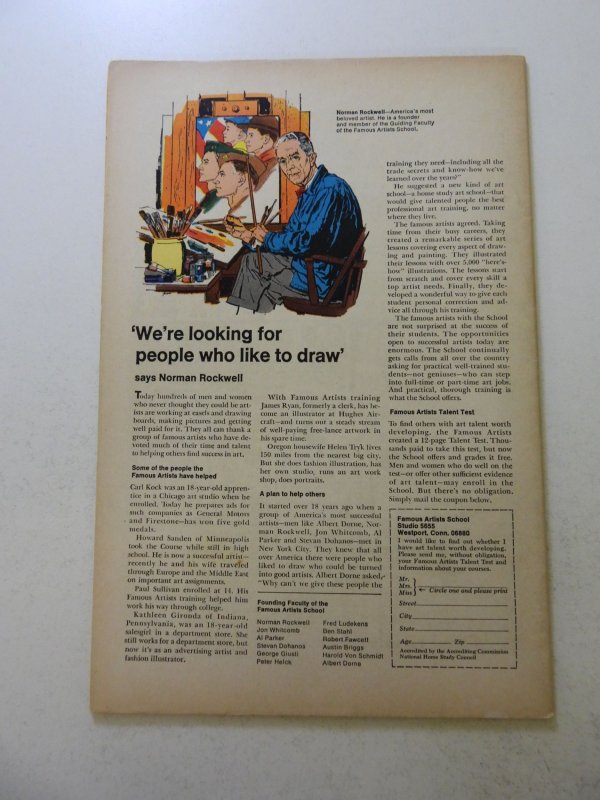 Norman Rockwell—America's most
beloved artist. He is a founder
and member of the Guiding Faculty
of the Famous Artists School.
'We're looking for
people who like to draw'
says Norman Rockwell
Today hundreds of men and women
who never thought they could be art-
ists are working at easels and drawing
boards, making pictures and getting
well paid for it. They all can thank a
group of famous artists who have de-
voted much of their time and talent
to helping others find success in art.
Some of the people the
Famous Artists have helped
Carl Kock was an 18-year-old appren-
tice in a Chicago art studio when he
enrolled. Today he prepares ads for
such companies as General Motors
and Firestone—has won five gold
medals.
Howard Sanden of Minneapolis
took the Course while still in high
school. He is now a successful artist—
recently he and his wife traveled
through Europe and the Middle East
on important art assignments.
Paul Sullivan enrolled at 14. His
Famous Artists training helped him
work his way through college.
Kathleen Gironda of Indiana,
Pennsylvania, was an 18-year-old
salesgirl in a department store. She
still works for a department store, but
now it's as an advertising artist and
fashion illustrator.
With Famous Artists training
James Ryan, formerly a clerk, has be-
come an illustrator at Hughes Air-
craft—and turns out a steady stream
of well-paying free-lance artwork in
his spare time.
Oregon housewife Helen Tryk lives
150 miles from the nearest big city.
But she does fashion illustration, has
her own studio, runs an art work
shop, does portraits.
A plan to help others
It started over 18 years ago when a
group of America's most successful
artists—men like Albert Dorne, Nor-
man Rockwell, Jon Whitcomb, Al
Parker and Stevan Dohanos—met in
New York City. They knew that all
over America there were people who
liked to draw who could be turned
into good artists. Albert Dorne asked,
"Why can't we give these people the
training they need—including all the
trade secrets and know-how we've
learned over the years?"
He suggested a new kind of art
school—a home study art school—that
would give talented people the best
professional art training, no matter
where they live.
The famous artists agreed. Taking
time from their busy careers, they
created a remarkable series of art
lessons covering every aspect of draw-
ing and painting. They illustrated
their lessons with over 5,000 "here's-
how" illustrations. The lessons start
from scratch and cover every skill a
top artist needs. Finally, they de-
veloped a wonderful way to give each
student personal correction and ad-
vice all through his training.
The famous artists with the School
are not surprised at the success of
their students. The opportunities
open to successful artists today are
enormous. The School continually
gets calls from all over the country
asking for practical well-trained stu-
dents—not geniuses—who can step
into full-time or part-time art jobs.
And practical, thorough training is
what the School offers.
Famous Artists Talent Test
To find others with art talent worth
developing, the Famous Artists
created a 12-page Talent Test. Thou-
sands paid to take this test, but now
the School offers and grades it free.
Men and women who do well on the
test—or offer other sufficient evidence
of art talent—may enroll in the
School. But there's no obligation.
Simply mail the coupon below.
Founding Faculty of the
Famous Artists School
Norman Rockwell
Jon Whitcomb
Al Parker
Stevan Dohanos
George Giusti
Peter Helck
Fred Ludekens
Ben Stahl
Robert Fawcett
Austin Briggs
Harold Von Schmidt
Albert Dorne
Famous Artists School
Studio 5655
Westport, Conn. 06880
I would like to find out whether I
have art talent worth developing.
Please send me, without obligation,
your Famous Artists Talent Test and
information about your courses.
Mr.
Mrs. ← Circle one and please print
Miss
Street
City
State
Age Zip
Accredited by the Accrediting Commission
National Home Study Council